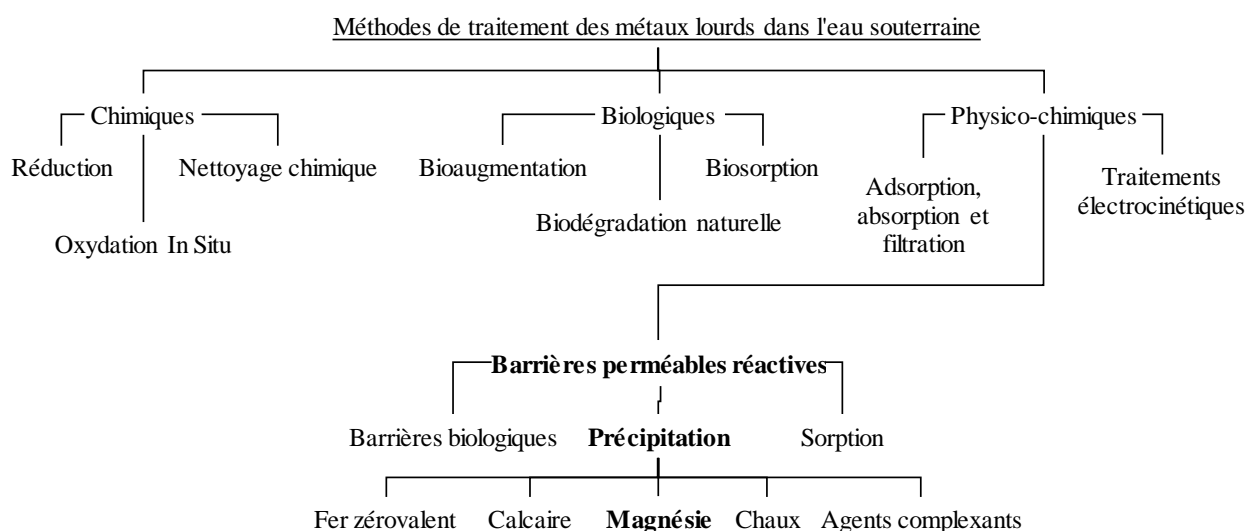 Méthodes de traitement des métaux lourds dans l'eau souterraine
Chimiques
Biologiques
Physico-chimiques
Réduction
Nettoyage chimique
Bioaugmentation
Biosorption
Adsorption,
absorption et
filtration
Traitements
électrocinétiques
Oxydation In Situ
Biodégradation naturelle
Barrières perméables réactives
Barrières biologiques
Précipitation
Sorption
Fer zérovalent
Calcaire
Magnésie
Chaux
Agents complexants